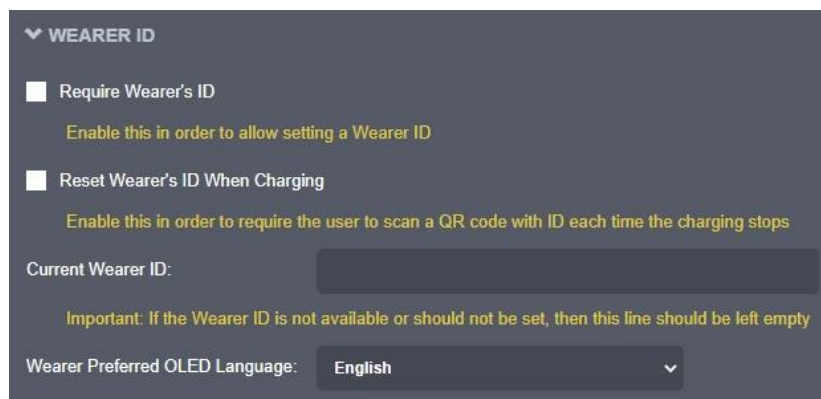 WEARER ID
Require Wearer's ID
Enable this in order to allow setting a Wearer ID
Reset Wearer's ID When Charging
Enable this in order to require the user to scan a QR code with ID each time the charging stops
Current Wearer ID:
Important: If the Wearer ID is not available or should not be set, then this line should be left empty
Wearer Preferred OLED Language: English